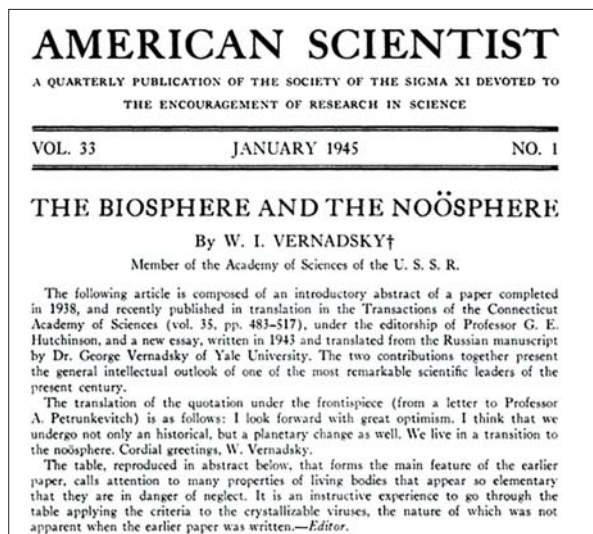 AMERICAN SCIENTIST
A QUARTERLY PUBLICATION OF THE SOCIETY OF THE SIGMA XI DEVOTED TO
THE ENCOURAGEMENT OF RESEARCH IN SCIENCE
VOL. 33 JANUARY 1945 NO. 1
THE BIOSPHERE AND THE NOÖSPHERE
By W. I. VERNADSKY†
Member of the Academy of Sciences of the U. S. S. R.
The following article is composed of an introductory abstract of a paper completed
in 1938, and recently published in translation in the Transactions of the Connecticut
Academy of Sciences (vol. 35, pp. 483–517), under the editorship of Professor G. E.
Hutchinson, and a new essay, written in 1943 and translated from the Russian manuscript
by Dr. George Vernadsky of Yale University. The two contributions together present
the general intellectual outlook of one of the most remarkable scientific leaders of the
present century.
The translation of the quotation under the frontispiece (from a letter to Professor
A. Petrunkevitch) is as follows: I look forward with great optimism. I think that we
undergo not only an historical, but a planetary change as well. We live in a transition to
the noösphere. Cordial greetings, W. Vernadsky.
The table, reproduced in abstract below, that forms the main feature of the earlier
paper, calls attention to many properties of living bodies that appear so elementary
that they are in danger of neglect. It is an instructive experience to go through the
table applying the criteria to the crystallizable viruses, the nature of which was not
apparent when the earlier paper was written.—Editor.